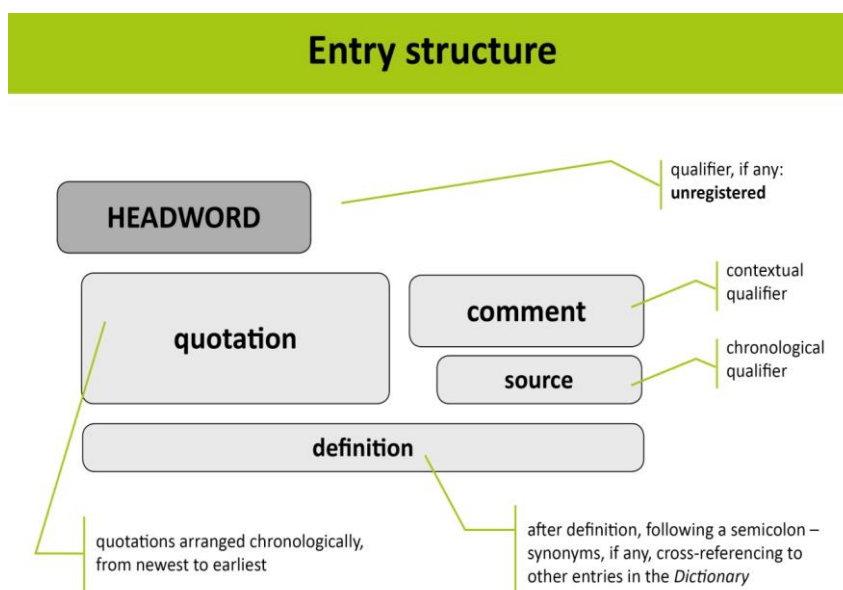 Entry structure
qualifier, if any:
unregistered
HEADWORD
contextual
qualifier
comment
quotation
chronological
qualifier
source
definition
quotations arranged chronologically,
from newest to earliest
after definition, following a semicolon –
synonyms, if any, cross-referencing to
other entries in the Dictionary